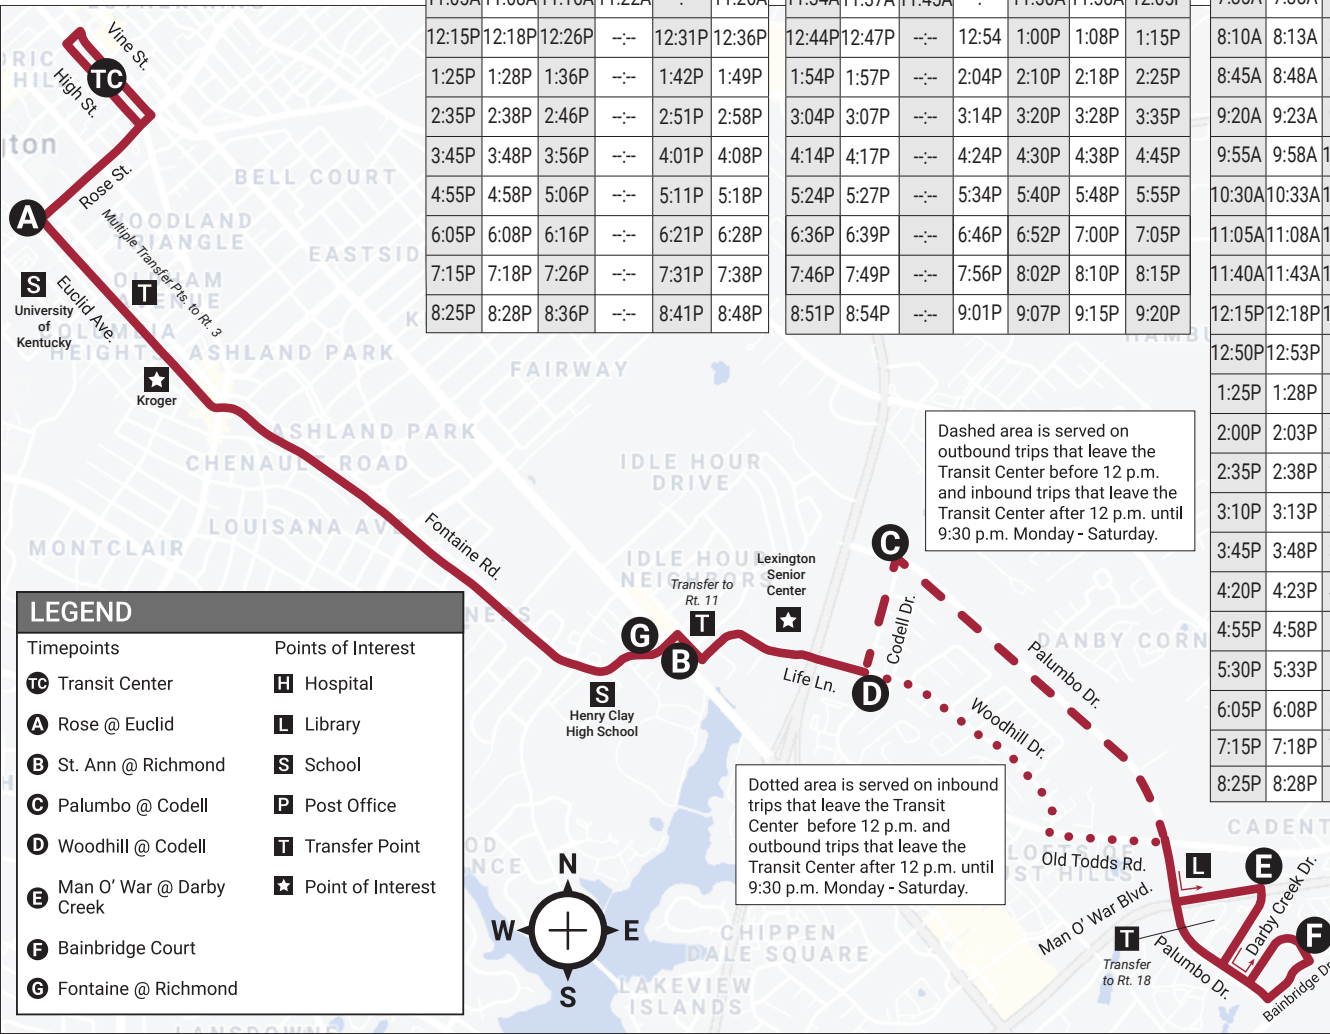 12:15P 12:18P 12:26P --:-- 12:31P 12:36P 12:44P 12:47P --:-- 12:54 1:00P 1:08P 1:15P
1:25P 1:28P 1:36P --:-- 1:42P 1:49P 1:54P 1:57P --:-- 2:04P 2:10P 2:18P 2:25P
2:35P 2:38P 2:46P --:-- 2:51P 2:58P 3:04P 3:07P --:-- 3:14P 3:20P 3:28P 3:35P
3:45P 3:48P 3:56P --:-- 4:01P 4:08P 4:14P 4:17P --:-- 4:24P 4:30P 4:38P 4:45P
4:55P 4:58P 5:06P --:-- 5:11P 5:18P 5:24P 5:27P --:-- 5:34P 5:40P 5:48P 5:55P
6:05P 6:08P 6:16P --:-- 6:21P 6:28P 6:36P 6:39P --:-- 6:46P 6:52P 7:00P 7:05P
7:15P 7:18P 7:26P --:-- 7:31P 7:38P 7:46P 7:49P --:-- 7:56P 8:02P 8:10P 8:15P
8:25P 8:28P 8:36P --:-- 8:41P 8:48P 8:51P 8:54P --:-- 9:01P 9:07P 9:15P 9:20P
8:10A 8:13A
8:45A 8:48A
9:20A 9:23A
9:55A 9:58A
10:30A 10:33A
11:05A 11:08A
11:40A 11:43A
12:15P 12:18P
12:50P 12:53P
1:25P 1:28P
2:00P 2:03P
2:35P 2:38P
3:10P 3:13P
3:45P 3:48P
4:20P 4:23P
4:55P 4:58P
5:30P 5:33P
6:05P 6:08P
7:15P 7:18P
8:25P 8:28P
Vine St.
TC
High St.
Rose St.
BELL COURT
A
WOODLAND
TRIANGLE
Multiple Transfer Pts. to Rt. 3
EASTSID
S
T
University
of
Kentucky
Euclid Ave.
HEIGHTS
ASHLAND PARK
Kroger
FAIRWAY
ASHLAND PARK
CHENAULT ROAD
IDLE HOUR
DRIVE
LOUISANA AV
MONTCLAIR
Fontaine Rd.
IDLE HOUR
NEIGHBORS
Dashed area is served on
outbound trips that leave the
Transit Center before 12 p.m.
and inbound trips that leave the
Transit Center after 12 p.m. until
9:30 p.m. Monday - Saturday.
C
Lexington
Senior
Center
Transfer to
Rt. 11
T
G
B
S
Henry Clay
High School
Life Ln.
D
Codell Dr.
Palumbo Dr.
DANBY CORN
Woodhill Dr.
LEGEND
Timepoints
TC Transit Center
A Rose @ Euclid
B St. Ann @ Richmond
C Palumbo @ Codell
D Woodhill @ Codell
E Man O’ War @ Darby
Creek
F Bainbridge Court
G Fontaine @ Richmond
Points of Interest
H Hospital
L Library
S School
P Post Office
T Transfer Point
Point of Interest
Dotted area is served on inbound
trips that leave the Transit
Center before 12 p.m. and
outbound trips that leave the
Transit Center after 12 p.m. until
9:30 p.m. Monday - Saturday.
CADENT
LOFTS OF
Old Todds Rd.
L
E
Man O’ War Blvd.
Darby Creek Dr.
T
Transfer
to Rt. 18
Palumbo Dr.
F
Bainbridge Dr
N
W
E
S
CHIPPEN
DALE SQUARE
LAKEVIEW
ISLANDS